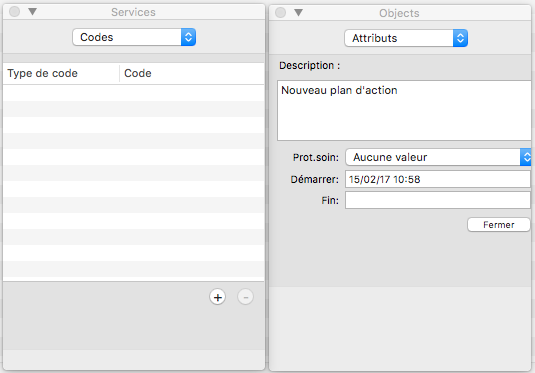 Services
Codes
Type de code Code
+ -
Objects
Attributs
Description :
Nouveau plan d'action
Prot.soin: Aucune valeur
Démarrer: 15/02/17 10:58
Fin:
Fermer